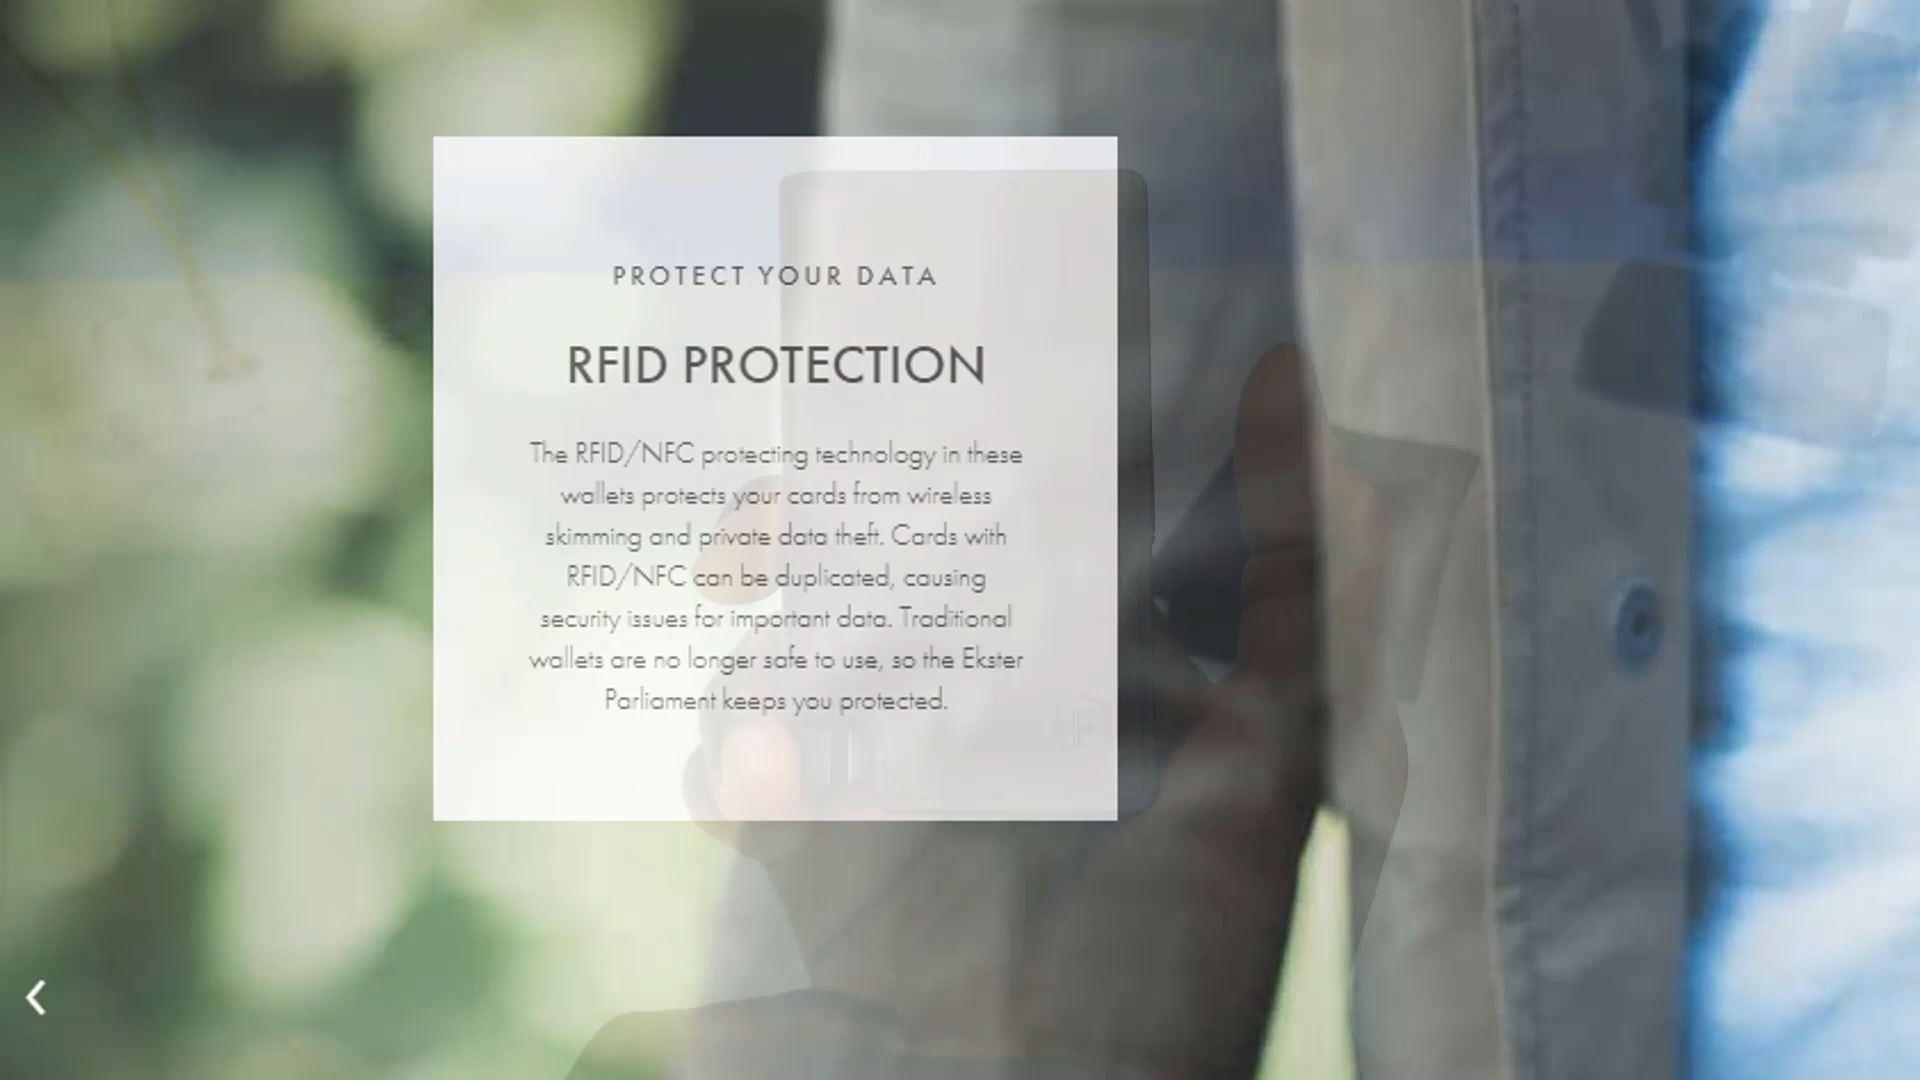 PROTECT YOUR DATA
RFID PROTECTION
The RFID/NFC protecting technology in these
wallets protects your cards from wireless
skimming and private data theft. Cards with
RFID/NFC can be duplicated, causing
security issues for important data. Traditional
wallets are no longer safe to use, so the Ekster
Parliament keeps you protected.